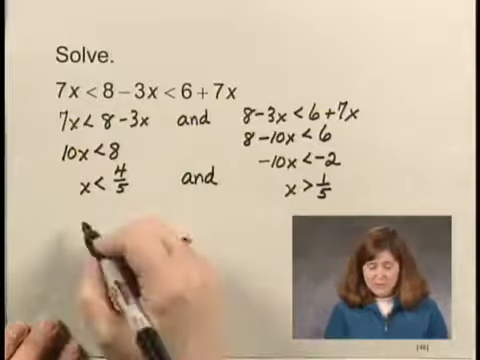 Solve.
7x < 8 − 3x < 6 + 7x
7x < 8 − 3x and 8 − 3x < 6 + 7x
10x < 8 8 − 10x < 6
−10x < −2
x < 4/5 and x > 1/5